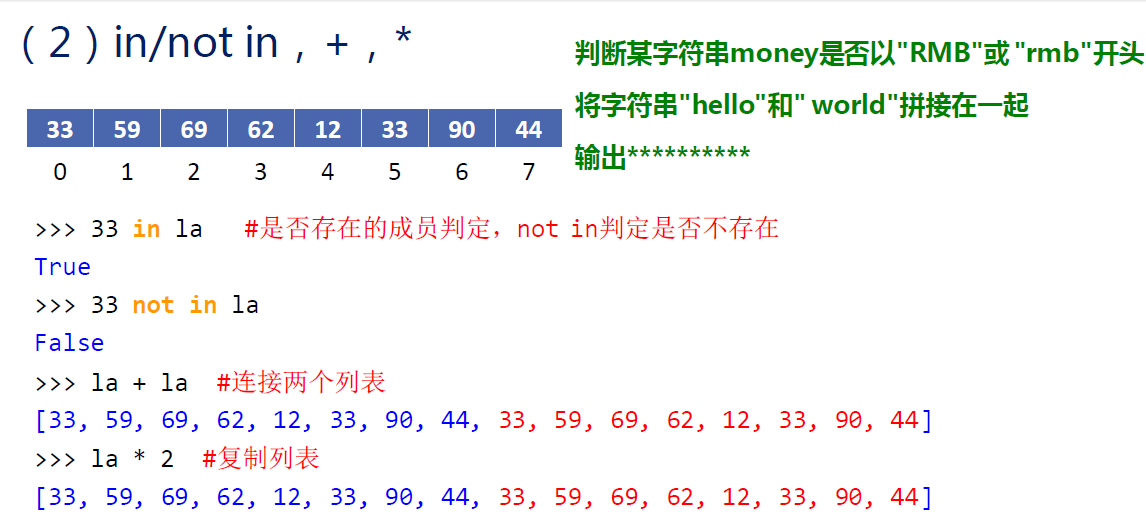 （2）in/not in，+，*
判断某字符串money是否以"RMB"或"rmb"开头
将字符串"hello"和" world"拼接在一起
输出**********
33 59 69 62 12 33 90 44
0 1 2 3 4 5 6 7
>>> 33 in la #是否存在的成员判定，not in判定是否不存在
True
>>> 33 not in la
False
>>> la + la #连接两个列表
[33, 59, 69, 62, 12, 33, 90, 44, 33, 59, 69, 62, 12, 33, 90, 44]
>>> la * 2 #复制列表
[33, 59, 69, 62, 12, 33, 90, 44, 33, 59, 69, 62, 12, 33, 90, 44]